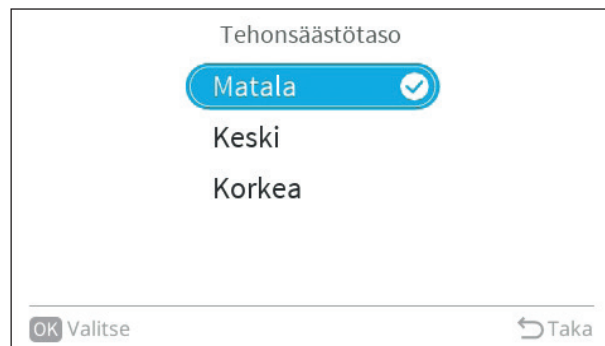 Tehonsäästötaso
Matala
Keski
Korkea
OK Valitse
Taka